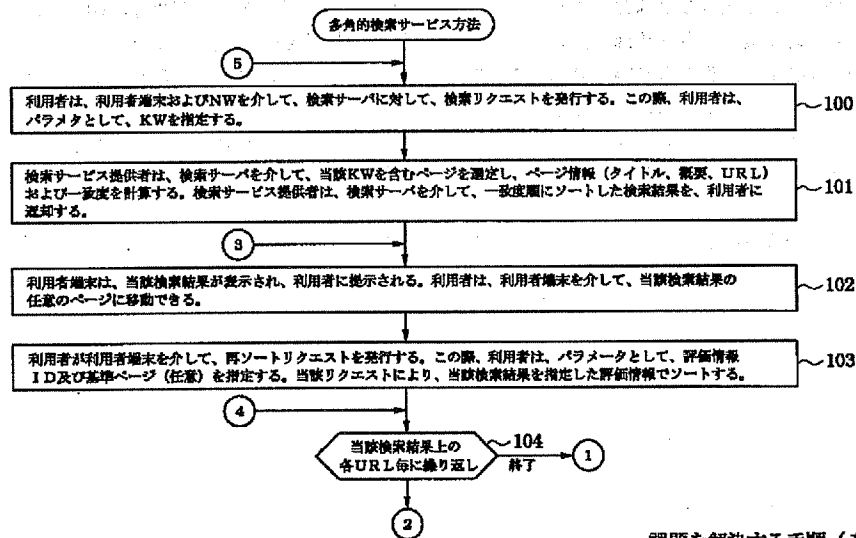 多角的検索サービス方法
5
利用者は、利用者端末およびNWを介して、検索サーバに対して、検索リクエストを発行する。この際、利用者は、
パラメタとして、KWを指定する。
100
検索サービス提供者は、検索サーバを介して、当該KWを含むページを選定し、ページ情報(タイトル、概要、URL)
および一致度を計算する。検索サービス提供者は、検索サーバを介して、一致度順にソートした検索結果を、利用者に
返却する。
101
3
利用者端末は、当該検索結果が表示され、利用者に提示される。利用者は、利用者端末を介して、当該検索結果の
任意のページに移動できる。
102
利用者が利用者端末を介して、再ソートリクエストを発行する。この際、利用者は、パラメータとして、評価情報
ID及び基準ページ(任意)を指定する。当該リクエストにより、当該検索結果を指定した評価情報でソートする。
103
4
当該検索結果上の
各URL毎に繰り返し
104
終了
1
2